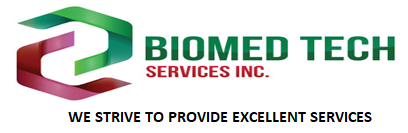 BIOMED TECH
SERVICES INC.
WE STRIVE TO PROVIDE EXCELLENT SERVICES